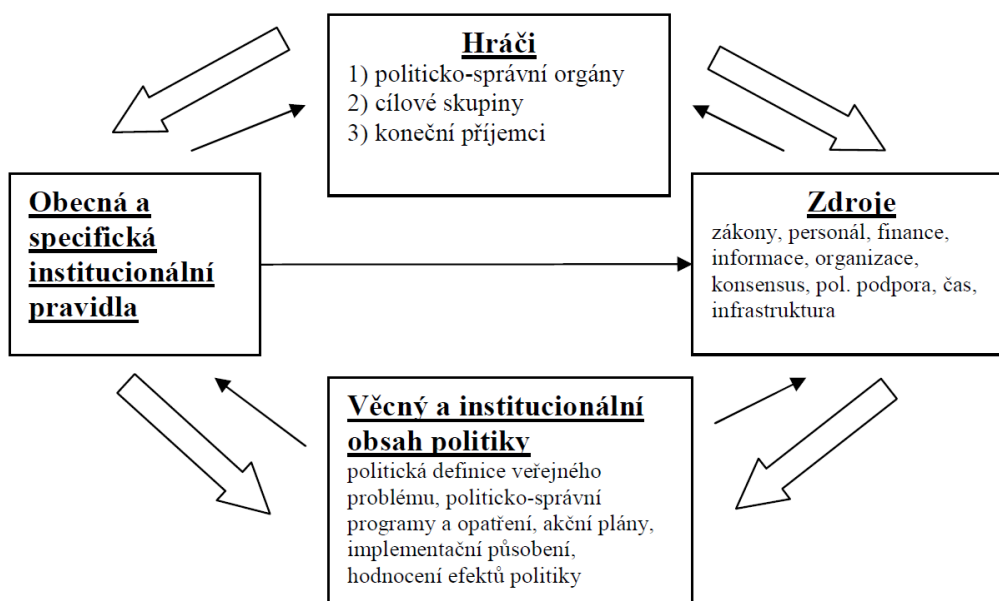 Hráči
1) politicko-správní orgány
2) cílové skupiny
3) koneční příjemci
Obecná a
specifická
institucionální
pravidla
Zdroje
zákony, personál, finance,
informace, organizace,
konsensus, pol. podpora, čas,
infrastruktura
Věcný a institucionální
obsah politiky
politická definice veřejného
problému, politicko-správní
programy a opatření, akční plány,
implementační působení,
hodnocení efektů politiky